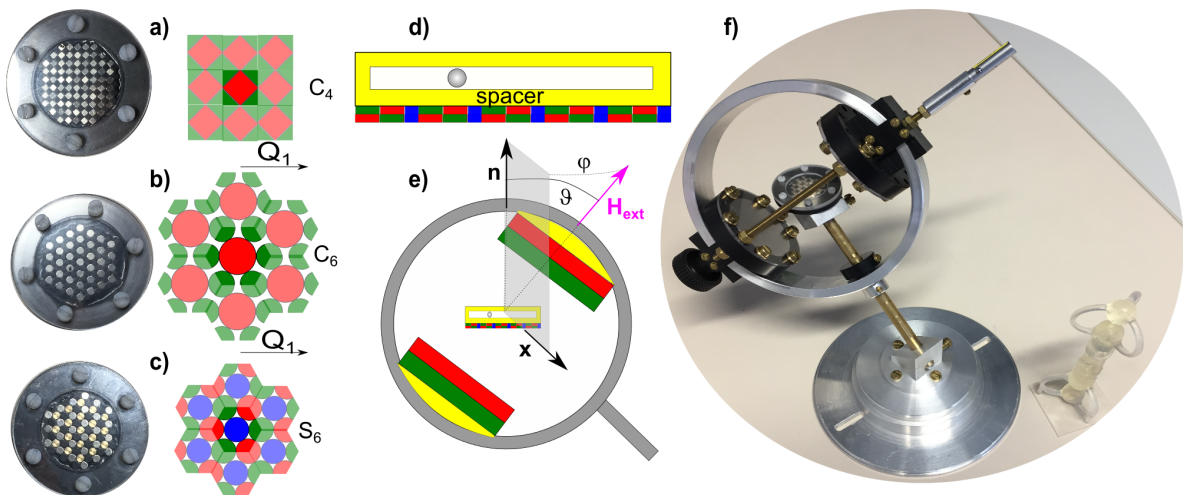 a)
C4
Q1
b)
C6
Q1
c)
S6
d)
spacer
e)
n
φ
ϑ
Hext
x
f)